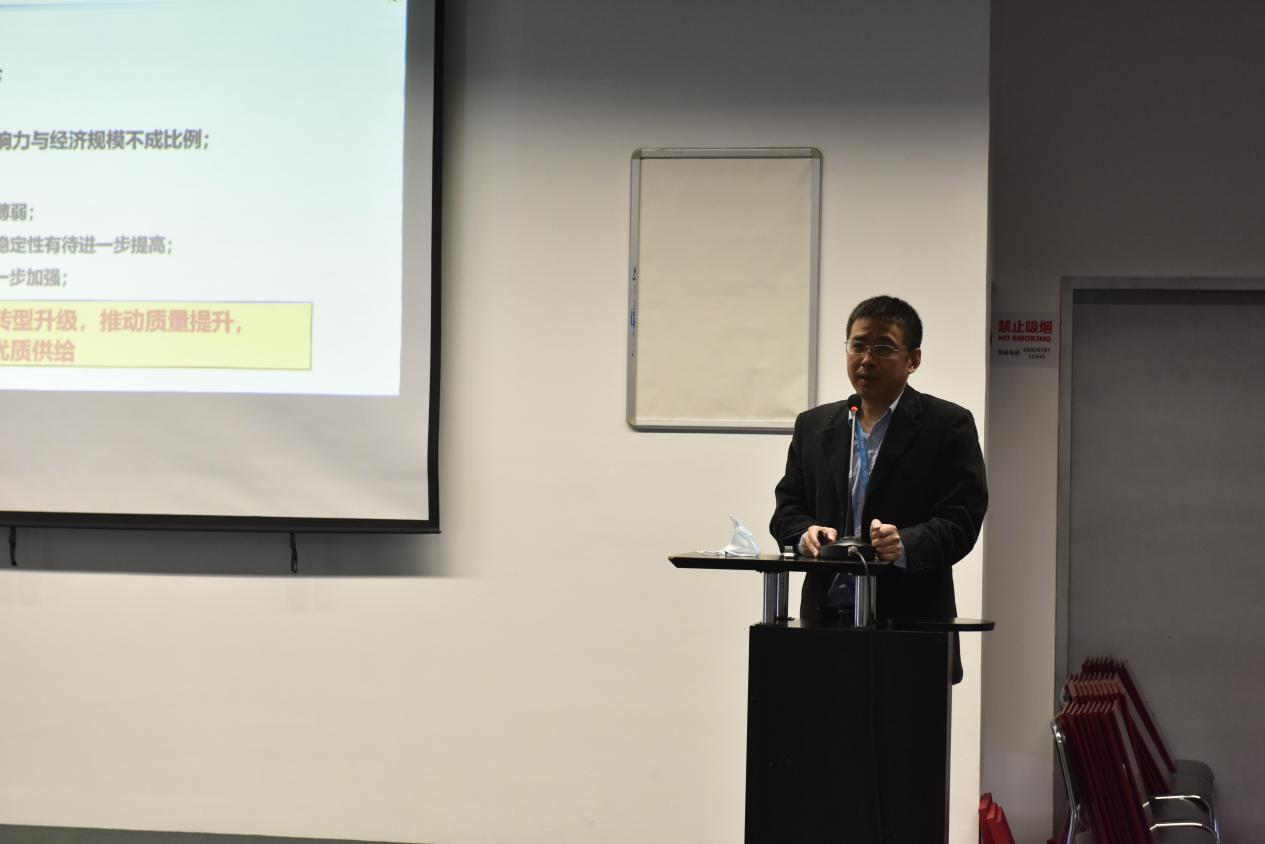 ；
响力与经济规模不成比例；
薄弱；
稳定性有待进一步提高；
一步加强；
转型升级，推动质量提升，
优质供给
禁止吸烟
NO SMOKING
12345